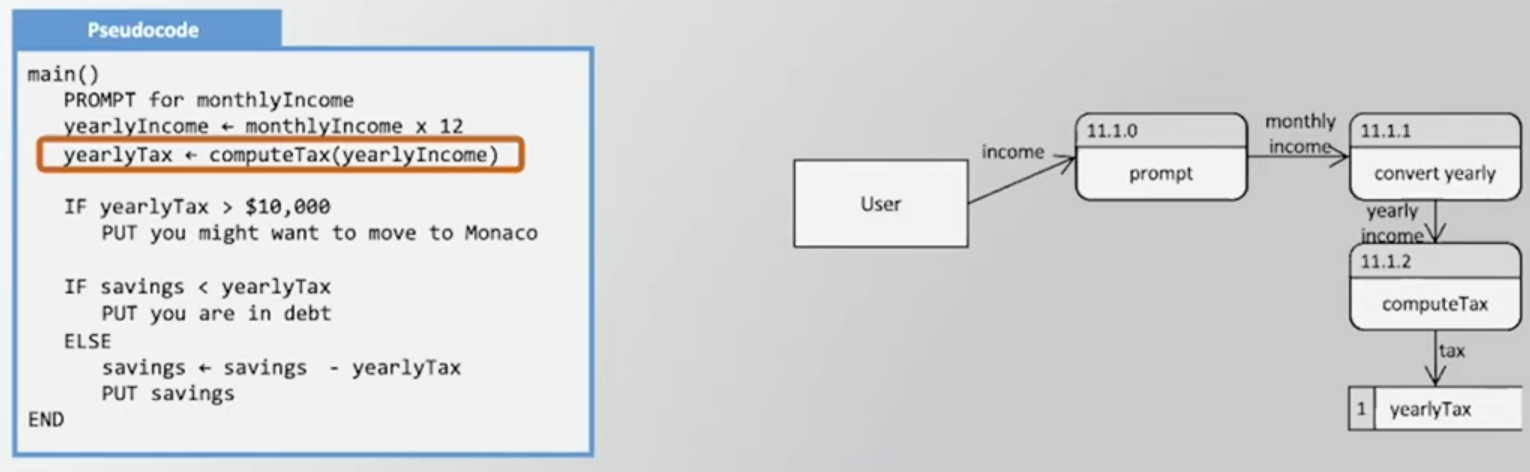 Pseudocode
main()
PROMPT for monthlyIncome
yearlyIncome ← monthlyIncome x 12
yearlyTax ← computeTax(yearlyIncome)
IF yearlyTax > $10,000
PUT you might want to move to Monaco
IF savings < yearlyTax
PUT you are in debt
ELSE
savings ← savings - yearlyTax
PUT savings
END
User
income
11.1.0
prompt
monthly
income
11.1.1
convert yearly
yearly
income
11.1.2
computeTax
tax
1 yearlyTax